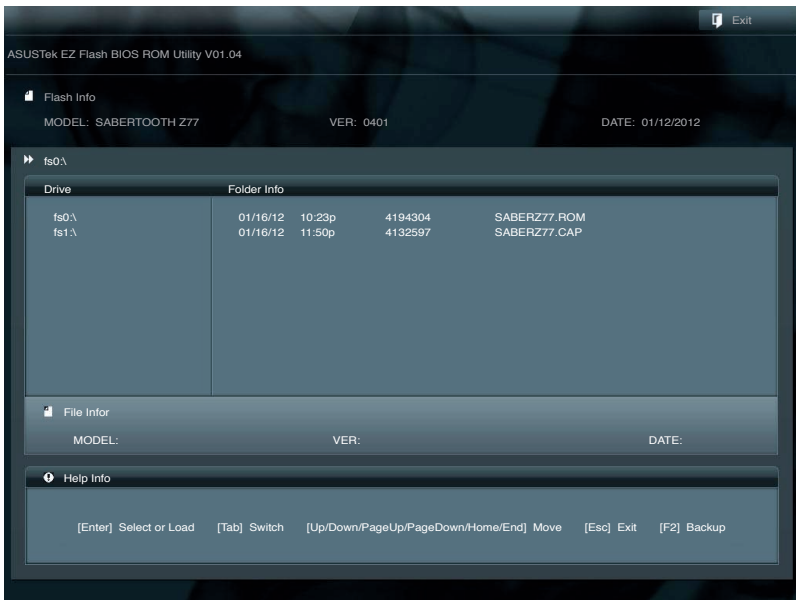 Exit
ASUSTek EZ Flash BIOS ROM Utility V01.04
Flash Info
MODEL: SABERTOOTH Z77 VER: 0401 DATE: 01/12/2012
fs0:\
Drive Folder Info
fs0:\ 01/16/12 10:23p 4194304 SABERZ77.ROM
fs1:\ 01/16/12 11:50p 4132597 SABERZ77.CAP
File Infor
MODEL: VER: DATE:
Help Info
[Enter] Select or Load [Tab] Switch [Up/Down/PageUp/PageDown/Home/End] Move [Esc] Exit [F2] Backup